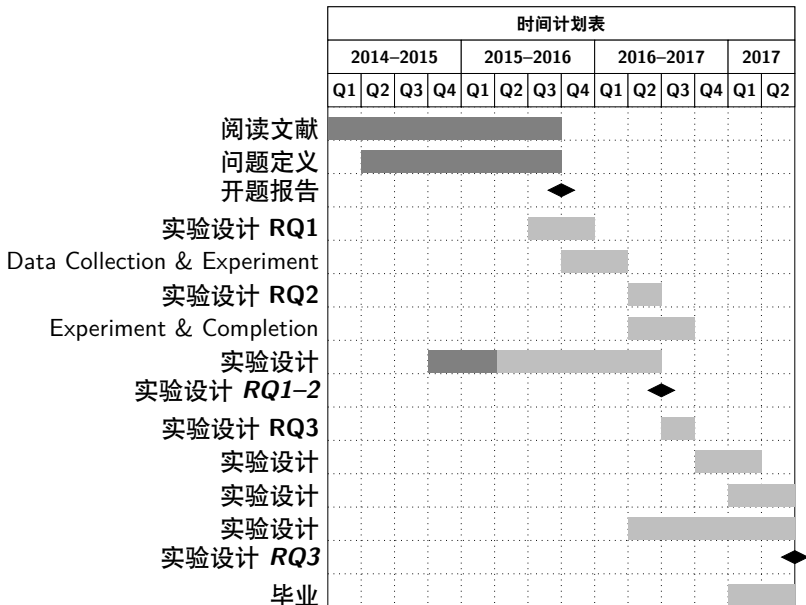 时间计划表
2014–2015 2015–2016 2016–2017 2017
Q1 Q2 Q3 Q4 Q1 Q2 Q3 Q4 Q1 Q2 Q3 Q4 Q1 Q2
阅读文献
问题定义
开题报告
实验设计 RQ1
Data Collection & Experiment
实验设计 RQ2
Experiment & Completion
实验设计
实验设计 RQ1–2
实验设计 RQ3
实验设计
实验设计
实验设计
实验设计 RQ3
毕业